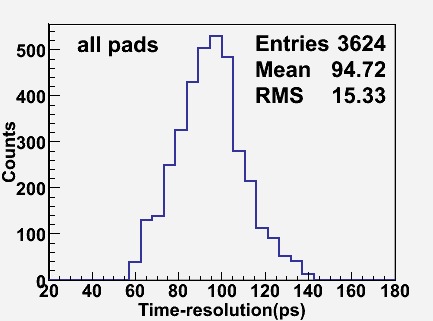 all pads
Entries 3624
Mean 94.72
RMS 15.33
Counts
500
400
300
200
100
0
20 40 60 80 100 120 140 160 180
Time-resolution(ps)